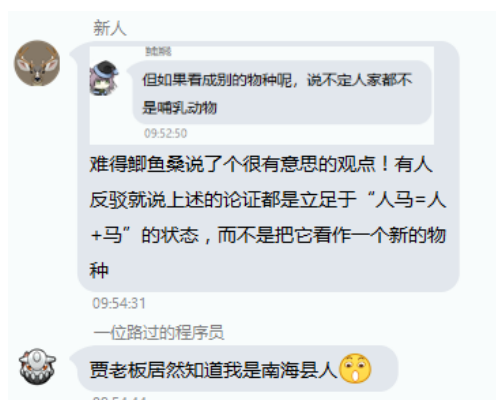 新人
但如果看成别的物种呢，说不定人家都不
是哺乳动物
09:52:50
难得鲫鱼桑说了个很有意思的观点！有人
反驳就说上述的论证都是立足于“人马=人
+马”的状态，而不是把它看作一个新的物
种
09:54:31
一位路过的程序员
贾老板居然知道我是南海县人